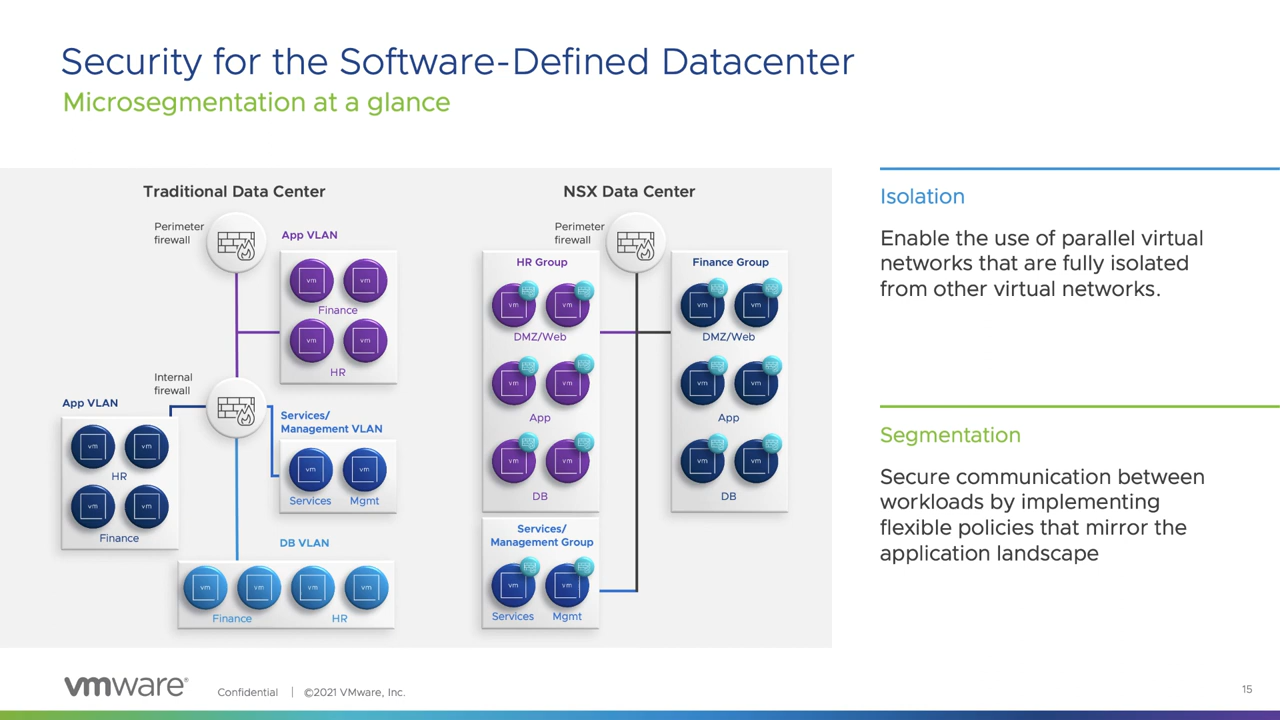 Security for the Software-Defined Datacenter
Microsegmentation at a glance
Traditional Data Center
Perimeter
firewall
App VLAN
vm
vm
Finance
vm
vm
HR
Internal
firewall
App VLAN
vm
vm
HR
vm
vm
Finance
Services/
Management VLAN
vm
vm
Services
Mgmt
DB VLAN
vm
vm
vm
vm
Finance
HR
NSX Data Center
Perimeter
firewall
HR Group
vm
vm
DMZ/Web
vm
vm
App
vm
vm
DB
Finance Group
vm
vm
DMZ/Web
vm
vm
App
vm
vm
DB
Services/
Management Group
vm
vm
Services
Mgmt
Isolation
Enable the use of parallel virtual
networks that are fully isolated
from other virtual networks.
Segmentation
Secure communication between
workloads by implementing
flexible policies that mirror the
application landscape
vmware®
Confidential | ©2021 VMware, Inc.
15